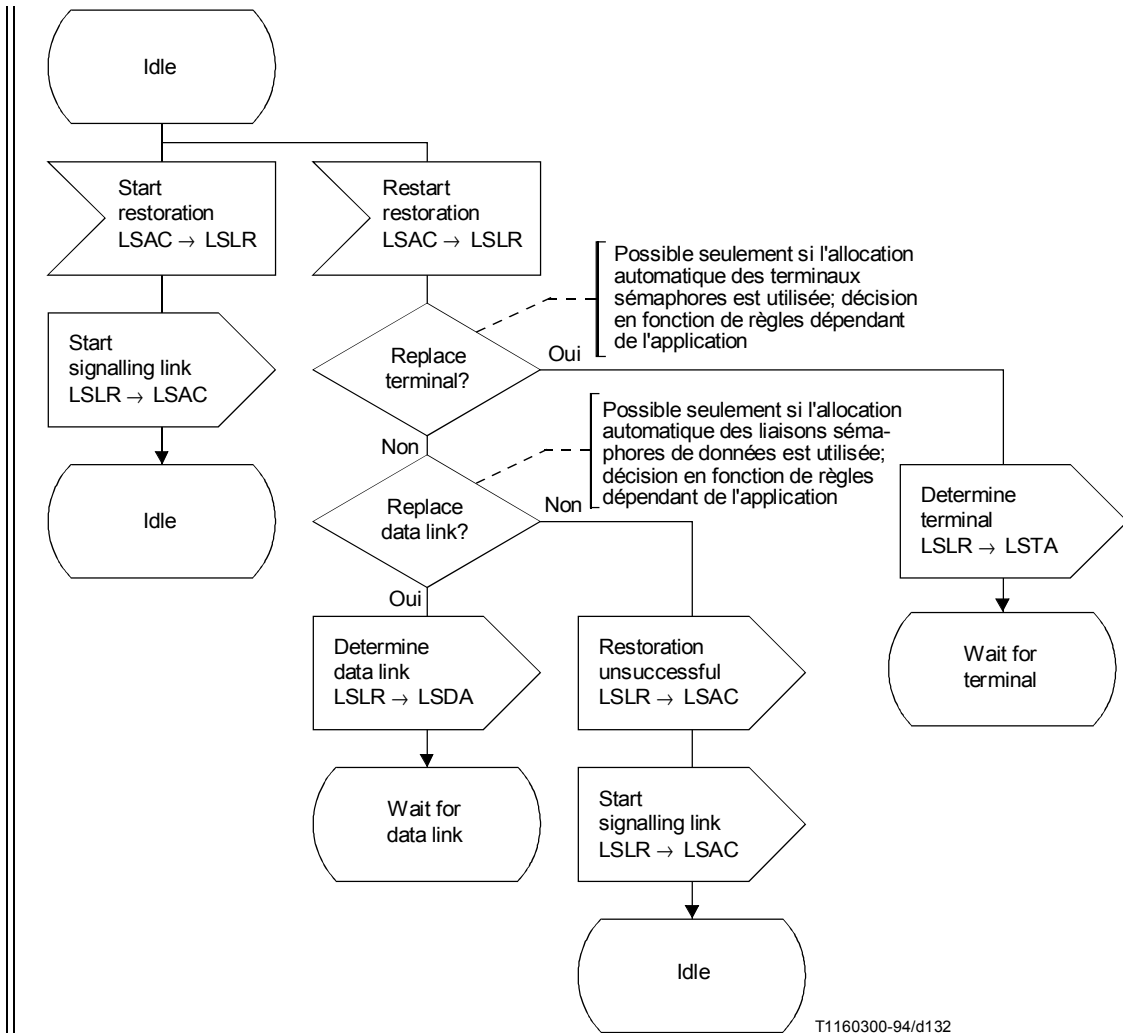 Idle
Start
restoration
LSAC → LSLR
Restart
restoration
LSAC → LSLR
Possible seulement si l'allocation
automatique des terminaux
sémaphores est utilisée; décision
en fonction de règles dépendant
de l'application
Start
signalling link
LSLR → LSAC
Replace
terminal?
Oui
Non
Possible seulement si l'allocation
automatique des liaisons séma-
phores de données est utilisée;
décision en fonction de règles
dépendant de l'application
Idle
Replace
data link?
Non
Oui
Determine
terminal
LSLR → LSTA
Determine
data link
LSLR → LSDA
Restoration
unsuccessful
LSLR → LSAC
Wait for
terminal
Wait for
data link
Start
signalling link
LSLR → LSAC
Idle
T1160300-94/d132